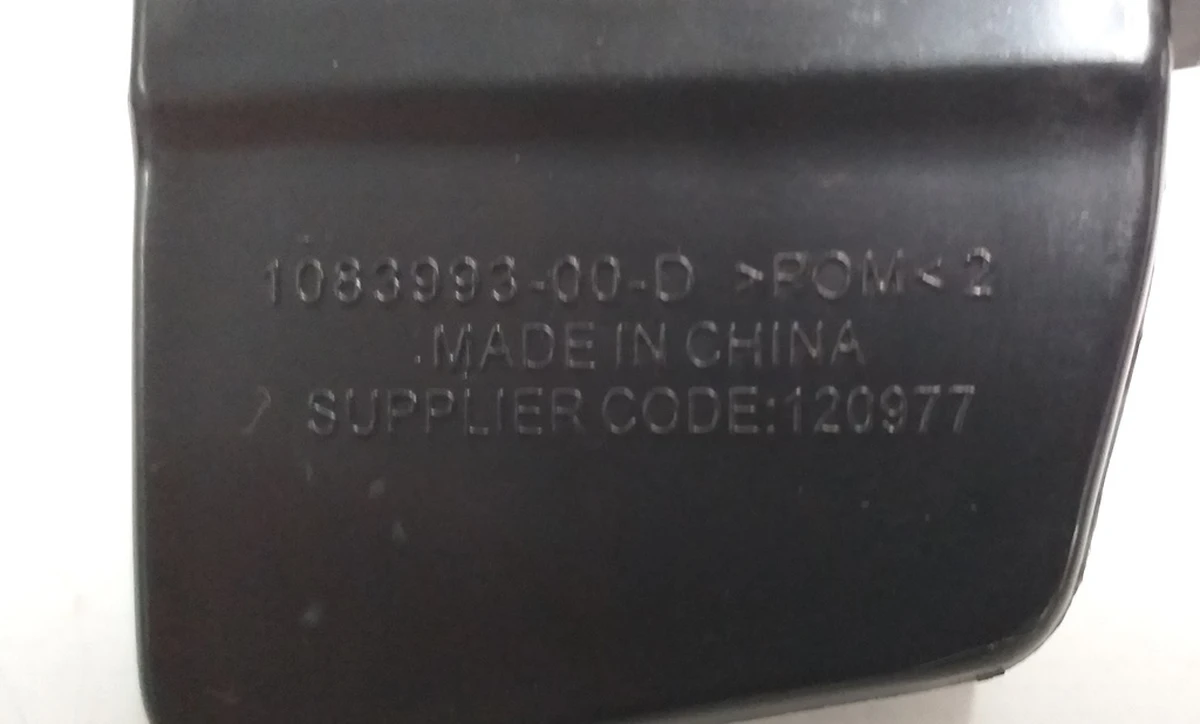 1083993-00-D >POM< 2
MADE IN CHINA
SUPPLIER CODE:120977